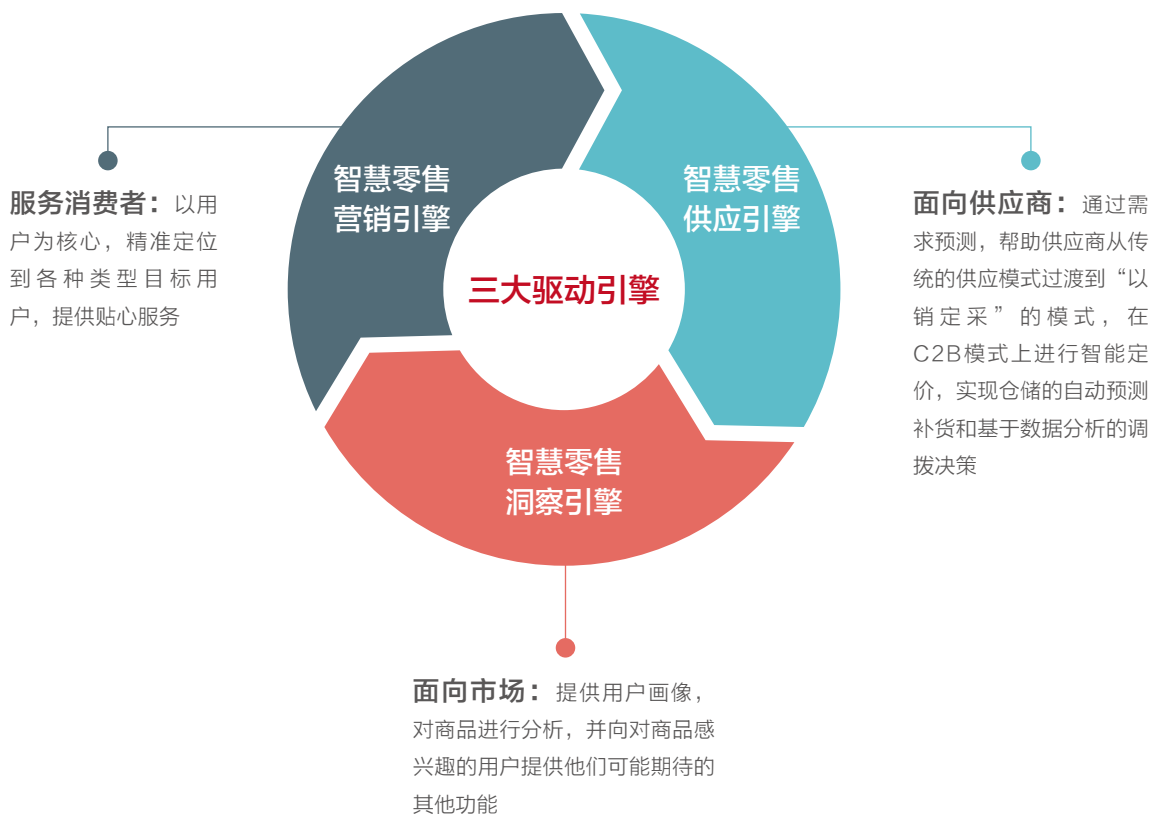 智慧零售
营销引擎
智慧零售
供应引擎
三大驱动引擎
智慧零售
洞察引擎
服务消费者：以用
户为核心，精准定位
到各种类型目标用
户，提供贴心服务
面向供应商：通过需
求预测，帮助供应商从传
统的供应模式过渡到“以
销定采”的模式，在
C2B模式上进行智能定
价，实现仓储的自动预测
补货和基于数据分析的调
拨决策
面向市场：提供用户画像，
对商品进行分析，并向对商品感
兴趣的用户提供他们可能期待的
其他功能